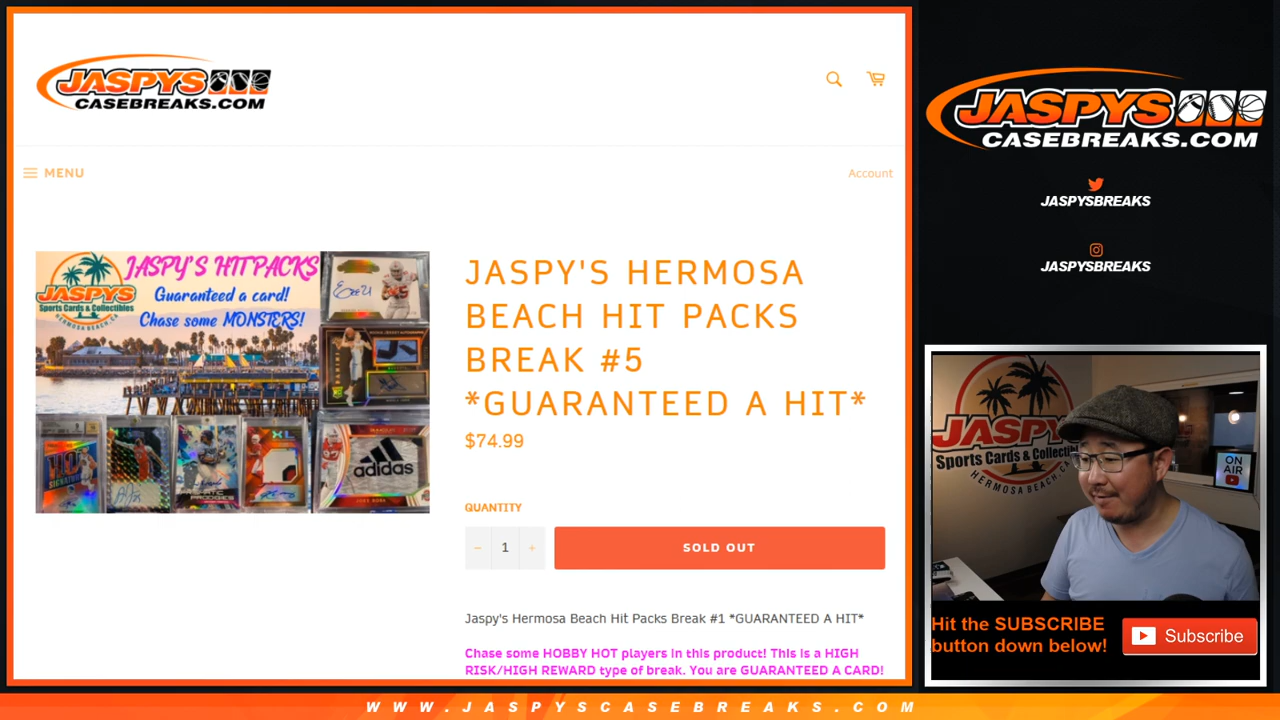 JASPYS
CASEBREAKS.COM
MENU
Account
JASPY'S HITPACKS
Guaranteed a card!
Chase some MONSTERS!
JASPYS
Sports Cards & Collectibles
HERMOSA BEACH, CA
adidas
JASPY'S HERMOSA
BEACH HIT PACKS
BREAK #5
*GUARANTEED A HIT*
$74.99
QUANTITY
− 1 +
SOLD OUT
Jaspy's Hermosa Beach Hit Packs Break #1 *GUARANTEED A HIT*
Chase some HOBBY HOT players in this product! This is a HIGH
RISK/HIGH REWARD type of break. You are GUARANTEED A CARD!
JASPYS
CASEBREAKS.COM
JASPYSBREAKS
JASPYSBREAKS
JASPYS
Sports Cards & Collectibles
HERMOSA BEACH
ON
AIR
Hit the SUBSCRIBE
button down below!
Subscribe
WWW.JASPYSCASEBREAKS.COM